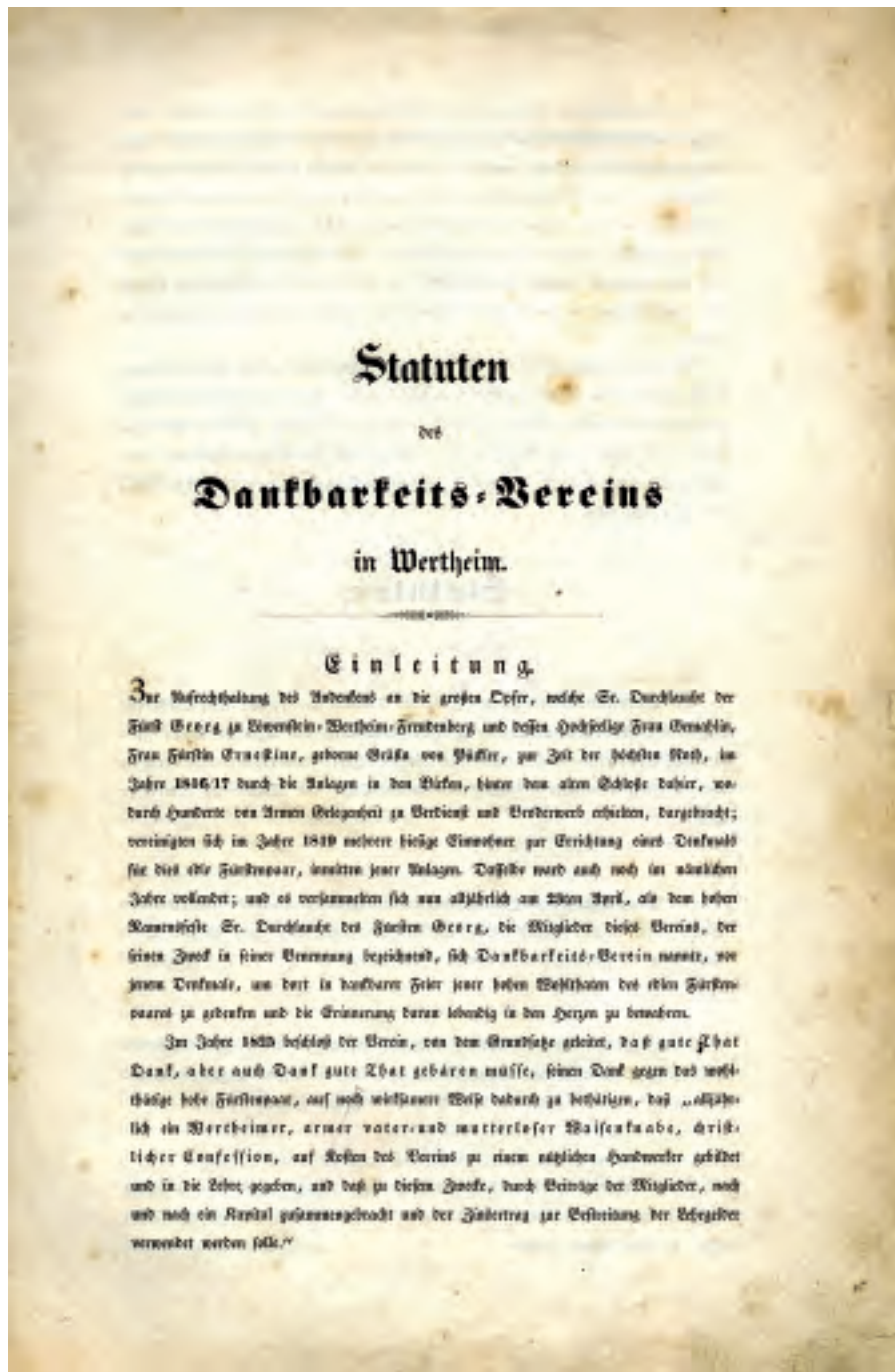 Statuten
des
Dankbarkeits-Vereins
in Wertheim.
Einleitung.
Zur Aufrechthaltung des Andenkens an die großen Opfer, welche Sr. Durchlaucht der
Fürst Georg zu Löwenstein-Wertheim-Freudenberg und dessen Hochselige Frau Gemahlin,
Frau Fürstin Ernestine, geborne Gräfin von Pückler, zur Zeit der höchsten Noth, im
Jahre 1816/17 durch die Anlagen in den Birken, hinter dem alten Schloße dahier, wo-
durch Hunderte von Armen Gelegenheit zu Verdienst und Broderwerb erhielten, dargebracht;
vereinigten sich im Jahre 1819 mehrere hiesige Einwohner zur Errichtung eines Denkmals
für dies edle Fürstenpaar, inmitten jener Anlagen. Dasselbe ward auch noch im nämlichen
Jahre vollendet; und es versammelten sich nun alljährlich am April, als dem hohen
Namensfeste Sr. Durchlaucht des Fürsten Georg, die Mitglieder dieses Vereins, der
seinen Zweck in seiner Benennung bezeichnend, sich Dankbarkeits-Verein nannte, vor
jenem Denkmale, um dort in dankbarer Feier jener hohen Wohlthaten des edlen Fürsten-
paares zu gedenken und die Erinnerung daran lebendig in den Herzen zu bewahren.
Im Jahre 1825 beschloß der Verein, von dem Grundsatze geleitet, daß gute That
Dank, aber auch Dank gute That gebären müsse, seinen Dank gegen das wohl-
thätige hohe Fürstenpaar, auf noch wirksamere Weise dadurch zu bethätigen, daß „alljähr-
lich ein Wertheimer, armer vater-und mutterloser Waisenknabe, christ-
licher Confession, auf Kosten des Vereins zu einem nützlichen Handwerker gebildet
und in die Lehre gegeben, und daß zu diesem Zwecke, durch Beiträge der Mitglieder, nach
und nach ein Kapital zusammengebracht und der Zinsertrag zur Bestreitung der Lehrgelder
verwendet werden solle.“